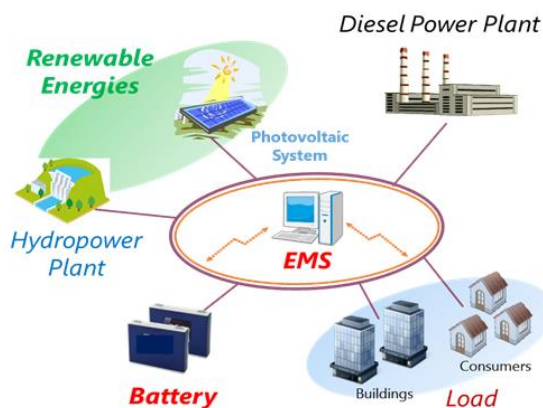 Diesel Power Plant
Renewable
Energies
Photovoltaic
System
Hydropower
Plant
EMS
Battery
Buildings
Consumers
Load